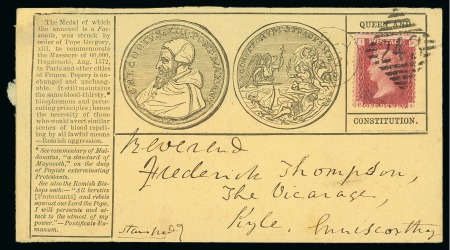 The Medal of which
the annexed is a Fac-
simile, was struck by
order of Pope Gregory,
xiii. to commemorate
the Massacre of 60,000
Huguenots, Aug. 1572,
in Paris and other cities
of France. Popery is un-
changed and unchange-
able. It still maintains
the same blood-thirsty,*
blasphemous and per-
secuting principles; hence
the necessity of those
who would avert similar
scenes of blood repell-
ing by all lawful means
—Romish aggression.
* See commentary of Mal-
donatus, "a standard of
Maynooth," on the duty
of Papists exterminating
Protestants.
See also the Romish Bi-
shops oath:—"All heretics
[Protestants] and rebels
against our Lord the Pope,
I will persecute and at-
tack to the utmost of my
power."—Pontificale Ro-
manum.
GREGORIVS XIII
QUEEN AND
CONSTITUTION.
Reverend
Frederick Thompson,
The Vicarage,
Kyle. Enniscorthy
stamped